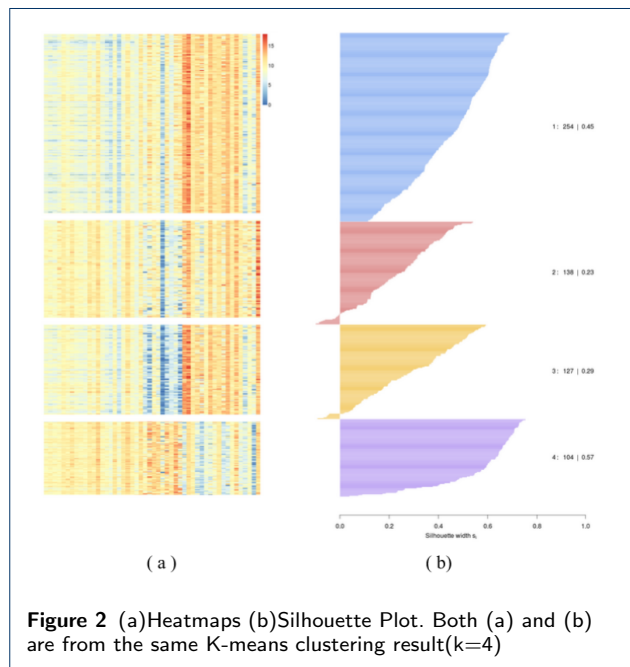 15
10
5
0
1: 254 | 0.45
2: 138 | 0.23
3: 127 | 0.29
4: 104 | 0.57
0.0 0.2 0.4 0.6 0.8 1.0
Silhouette width si
( a ) ( b )
Figure 2 (a)Heatmaps (b)Silhouette Plot. Both (a) and (b)
are from the same K-means clustering result(k=4)